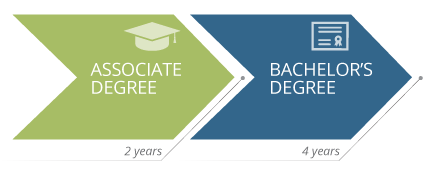 ASSOCIATE
DEGREE
2 years
BACHELOR'S
DEGREE
4 years